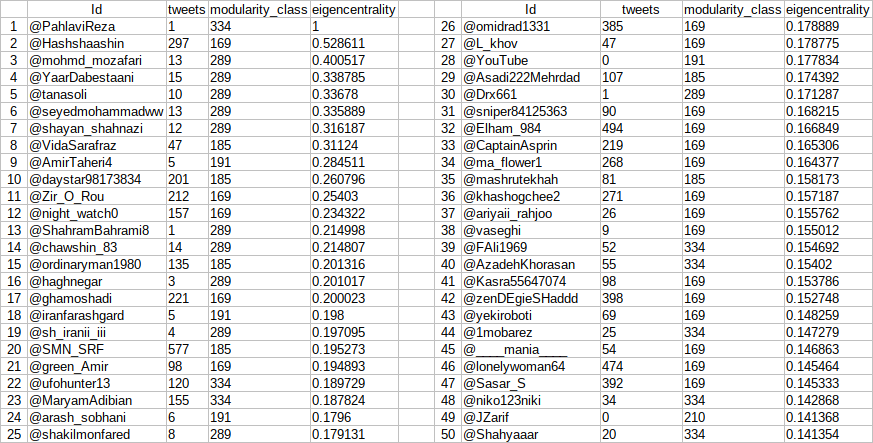 Id tweets modularity_class eigencentrality Id tweets modularity_class eigencentrality
1 @PahlaviReza 1 334 1 26 @omidrad1331 385 169 0.178889
2 @Hashshaashin 297 169 0.528611 27 @L_khov 47 169 0.178775
3 @mohmd_mozafari 13 289 0.400517 28 @YouTube 0 191 0.177834
4 @YaarDabestaani 15 289 0.338785 29 @Asadi222Mehrdad 107 185 0.174392
5 @tanasoli 10 289 0.33678 30 @Drx661 1 289 0.171287
6 @seyedmohammadww 13 289 0.335889 31 @sniper84125363 90 169 0.168215
7 @shayan_shahnazi 12 289 0.316187 32 @Elham_984 494 169 0.166849
8 @VidaSarafraz 47 185 0.31124 33 @CaptainAsprin 219 169 0.165306
9 @AmirTaheri4 5 191 0.284511 34 @ma_flower1 268 169 0.164377
10 @daystar98173834 201 185 0.260796 35 @mashrutekhah 81 185 0.158173
11 @Zir_O_Rou 212 169 0.25403 36 @khashogchee2 271 169 0.157187
12 @night_watch0 157 169 0.234322 37 @ariyaii_rahjoo 26 169 0.155762
13 @ShahramBahrami8 1 289 0.214998 38 @vaseghi 9 169 0.155012
14 @chawshin_83 14 289 0.214807 39 @FAli1969 52 334 0.154692
15 @ordinaryman1980 135 185 0.201316 40 @AzadehKhorasan 55 334 0.15402
16 @haghnegar 3 289 0.201017 41 @Kasra55647074 98 169 0.153786
17 @ghamoshadi 221 169 0.200023 42 @zenDEgieSHaddd 398 169 0.152748
18 @iranfarashgard 5 191 0.198 43 @yekiroboti 69 169 0.148259
19 @sh_iranii_iii 4 289 0.197095 44 @1mobarez 25 334 0.147279
20 @SMN_SRF 577 185 0.195273 45 @____mania____ 54 169 0.146863
21 @green_Amir 98 169 0.194893 46 @lonelywoman64 474 169 0.145464
22 @ufohunter13 120 334 0.189729 47 @Sasar_S 392 169 0.145333
23 @MaryamAdibian 155 334 0.187824 48 @niko123niki 34 334 0.142868
24 @arash_sobhani 6 191 0.1796 49 @JZarif 0 210 0.141368
25 @shakilmonfared 8 289 0.179131 50 @Shahyaaar 20 334 0.141354